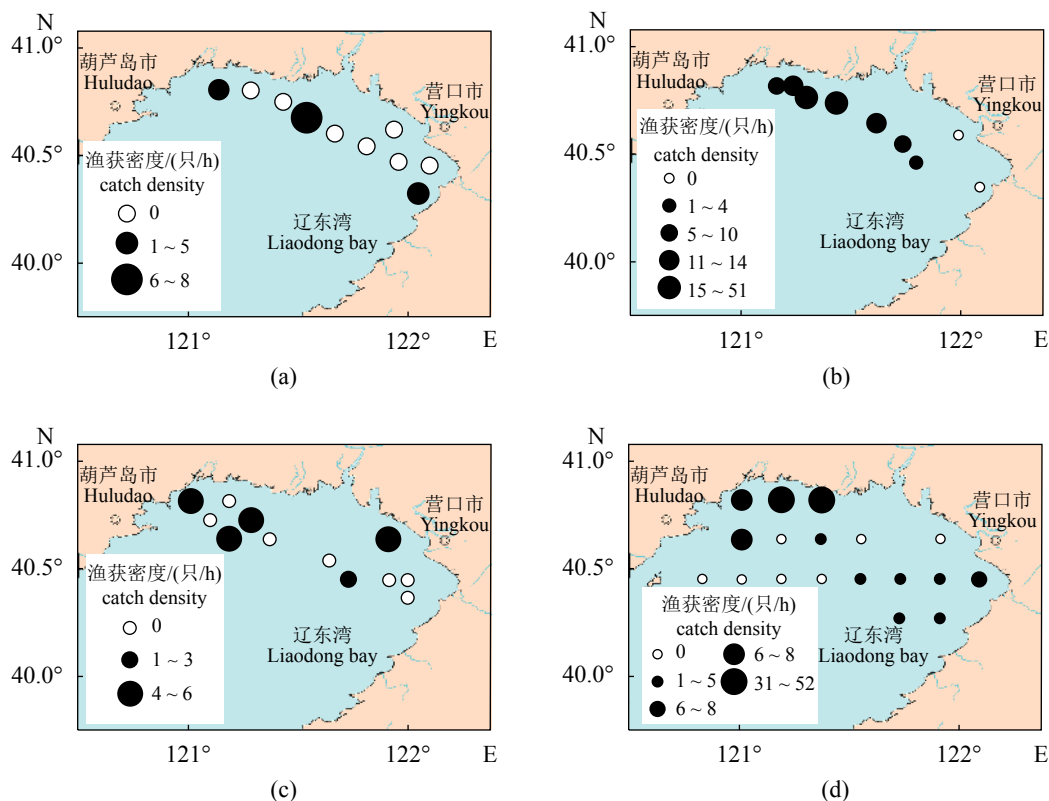 N
41.0°
葫芦岛市
Huludao
营口市
Yingkou
40.5°
渔获密度/(只/h)
catch density
0
1～5
6～8
辽东湾
Liaodong bay
40.0°
121°
122°
E
(a)
N
41.0°
葫芦岛市
Huludao
营口市
Yingkou
40.5°
渔获密度/(只/h)
catch density
0
1～4
5～10
11～14
15～51
辽东湾
Liaodong bay
40.0°
121°
122°
E
(b)
N
41.0°
葫芦岛市
Huludao
营口市
Yingkou
40.5°
渔获密度/(只/h)
catch density
0
1～3
4～6
辽东湾
Liaodong bay
40.0°
121°
122°
E
(c)
N
41.0°
葫芦岛市
Huludao
营口市
Yingkou
40.5°
渔获密度/(只/h)
catch density
0
1～5
6～8
6～8
31～52
辽东湾
Liaodong bay
40.0°
121°
122°
E
(d)